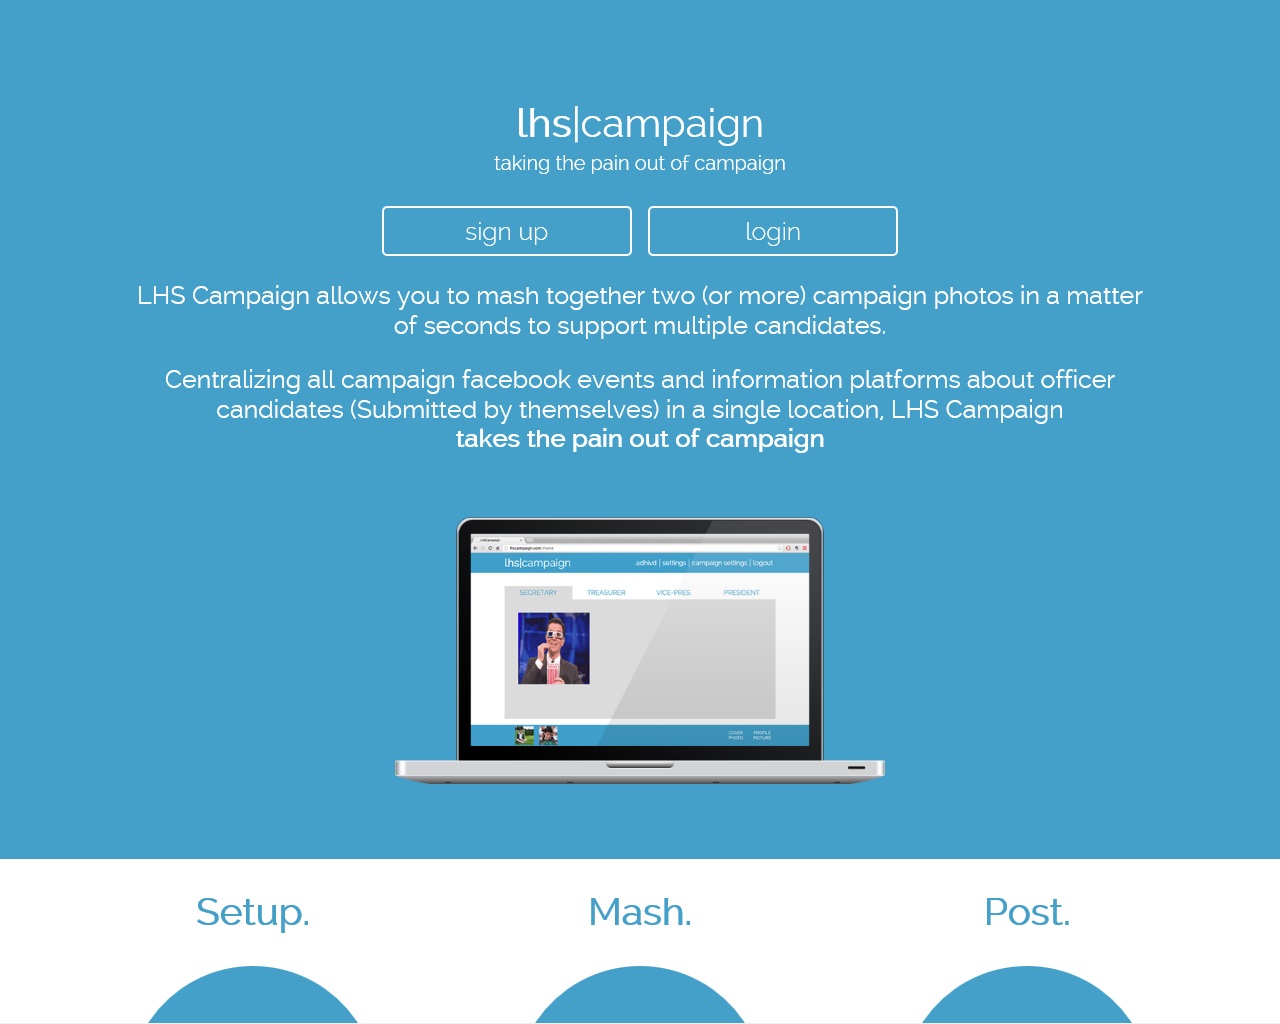 lhs|campaign
taking the pain out of campaign
sign up
login
LHS Campaign allows you to mash together two (or more) campaign photos in a matter
of seconds to support multiple candidates.
Centralizing all campaign facebook events and information platforms about officer
candidates (Submitted by themselves) in a single location, LHS Campaign
takes the pain out of campaign
lhs|campaign
adhivd | settings | campaign settings | logout
SECRETARY
TREASURER
VICE-PRES.
PRESIDENT
COVER
PHOTO
PROFILE
PICTURE
Setup.
Mash.
Post.